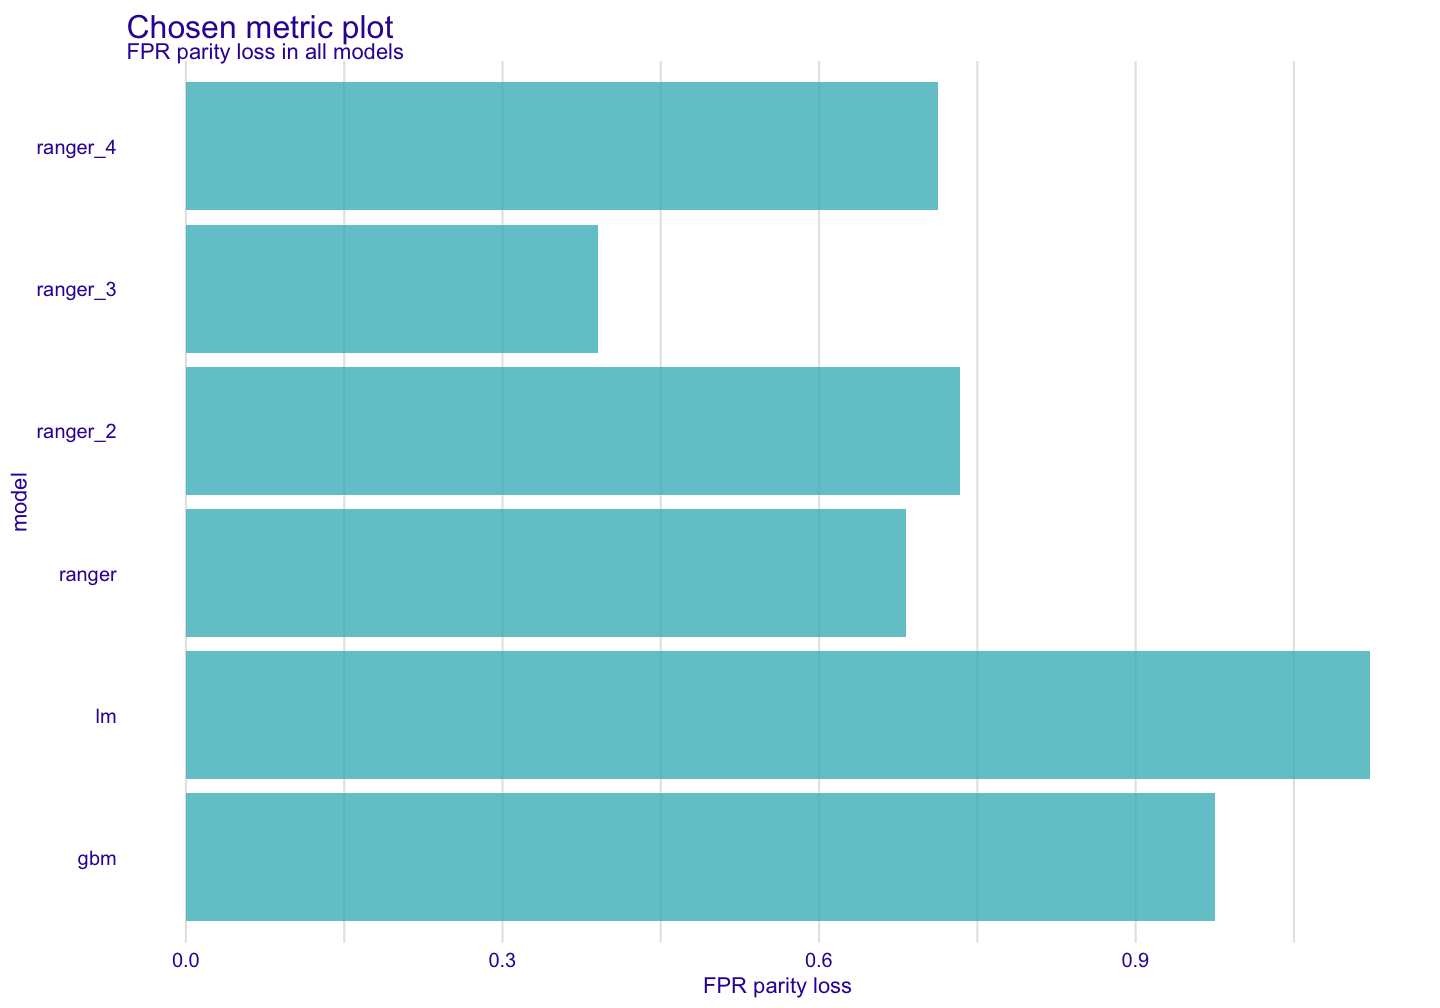 Chosen metric plot
FPR parity loss in all models
ranger_4
ranger_3
ranger_2
ranger
lm
gbm
model
0.0 0.3 0.6 0.9
FPR parity loss